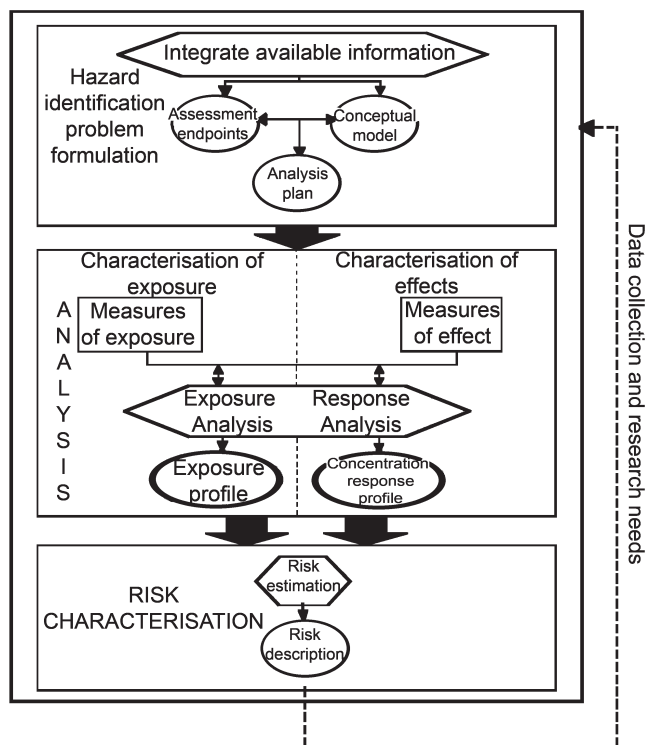 Integrate available information
Hazard
identification
problem
formulation
Assessment
endpoints
Conceptual
model
Analysis
plan
Characterisation of
exposure
Characterisation of
effects
ANALYSIS
Measures
of exposure
Measures
of effect
Exposure
Analysis
Response
Analysis
Exposure
profile
Concentration
response
profile
RISK
CHARACTERISATION
Risk
estimation
Risk
description
Data collection and research needs